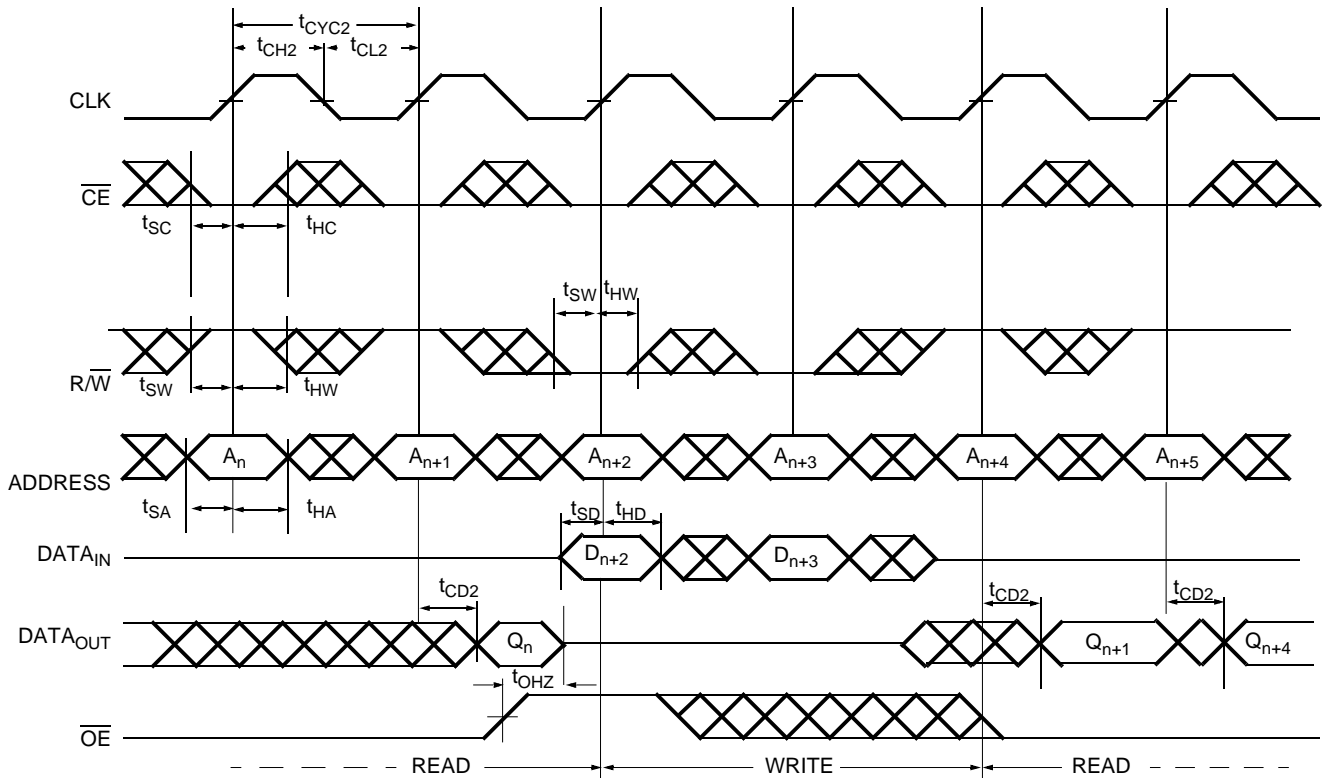 tCYC2
tCH2 tCL2
CLK
CE
tSC tHC
tSW tHW
R/W
tSW tHW
An An+1 An+2 An+3 An+4 An+5
ADDRESS
tSA tHA
tSD tHD
DATAIN
Dn+2 Dn+3
tCD2 tCD2 tCD2
DATAOUT
Qn Qn+1 Qn+4
tOHZ
OE
READ WRITE READ